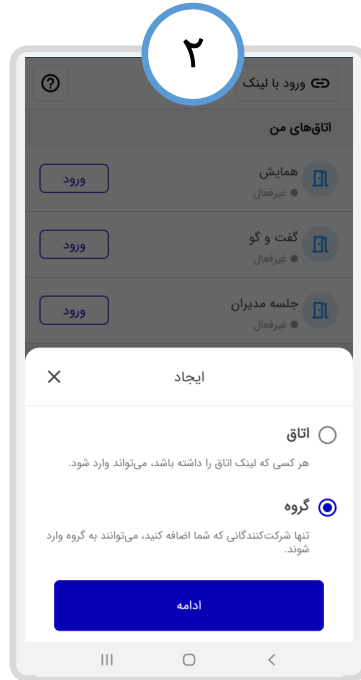 ۲
ورود با لینک
اتاق‌های من
همایش
غیرفعال
ورود
گفت و گو
غیرفعال
ورود
جلسه مدیران
غیرفعال
ورود
ایجاد
اتاق
هر کسی که لینک اتاق را داشته باشد، می‌تواند وارد شود.
گروه
تنها شرکت‌کنندگانی که شما اضافه کنید، می‌توانند به گروه وارد
شوند.
ادامه